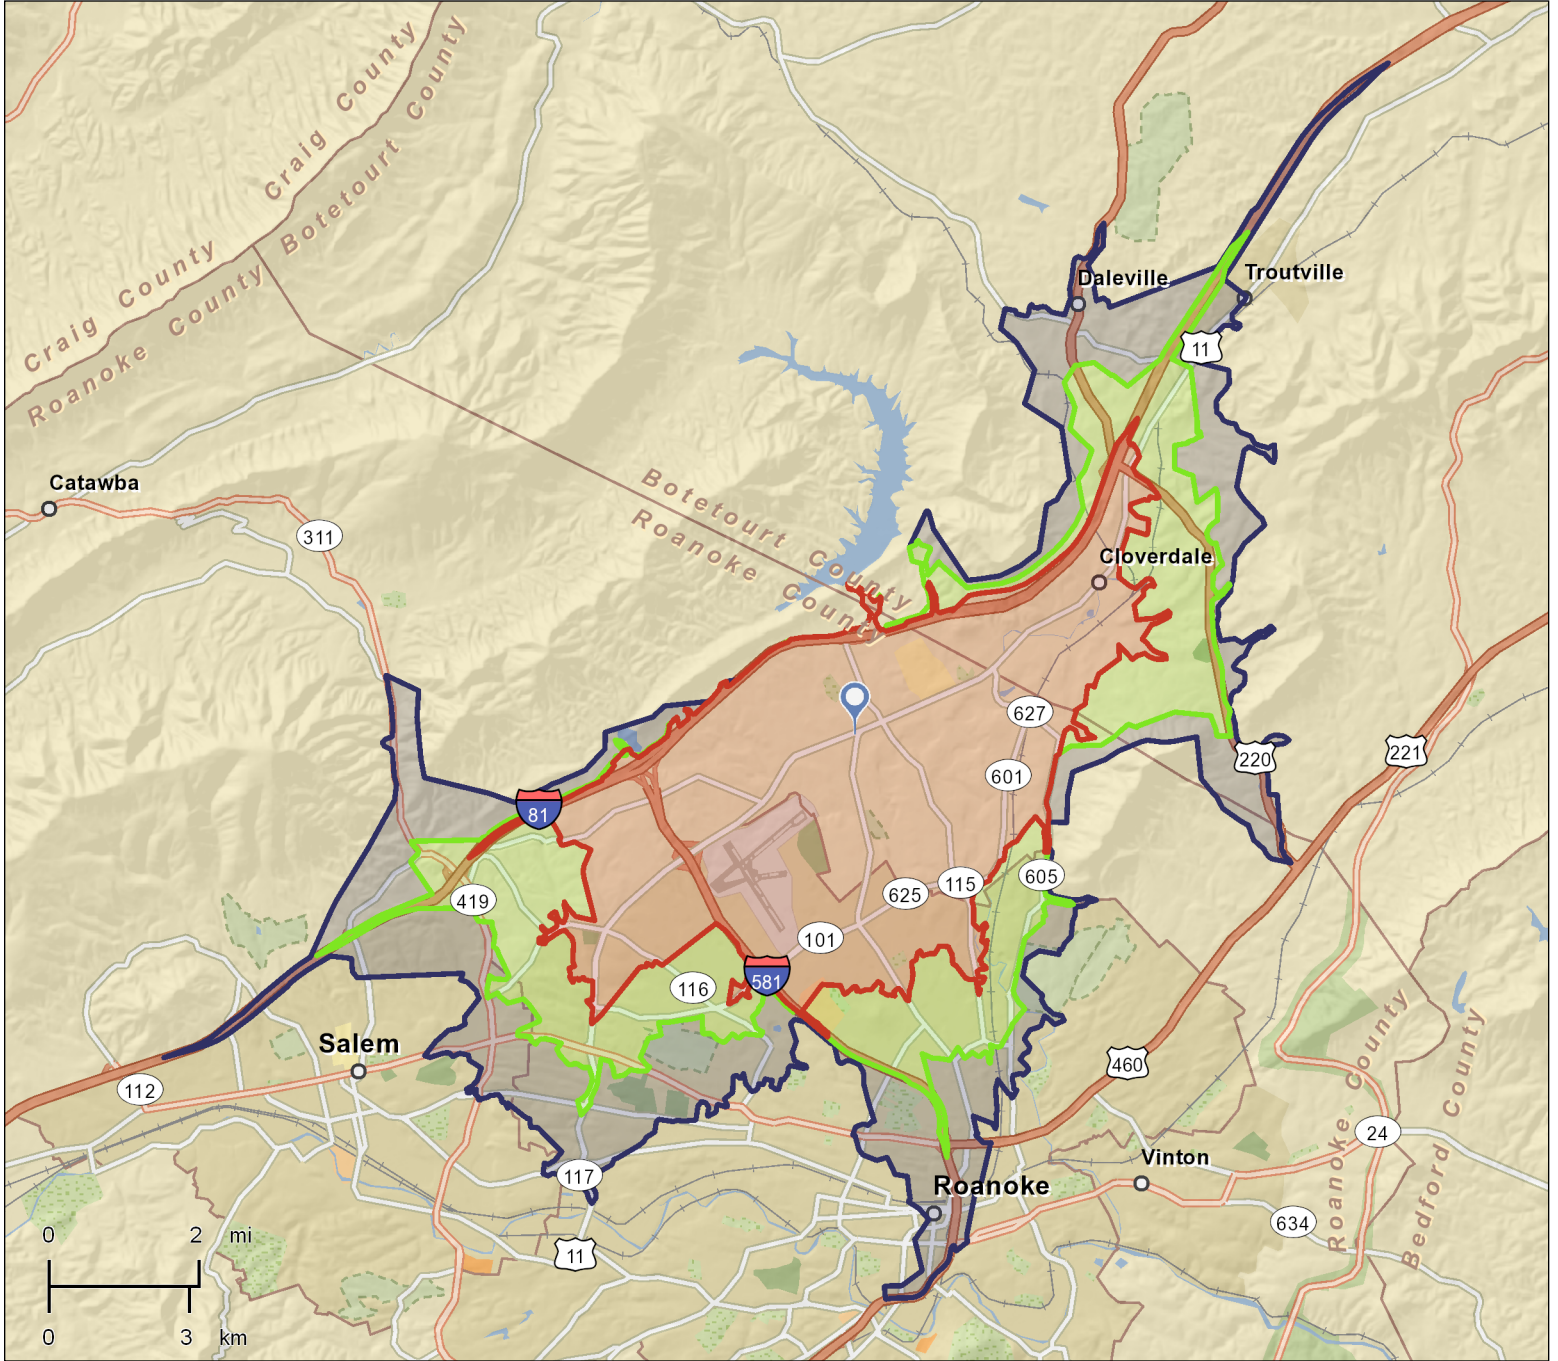 Craig County
Botetourt County
Craig County
Roanoke County
Daleville
Troutville
11
Catawba
311
Botetourt County
Roanoke County
Cloverdale
627
601
220
221
81
419
625
115
605
101
116
581
Salem
112
460
Roanoke County
Bedford County
24
Vinton
117
Roanoke
634
11
0 2 mi
0 3 km